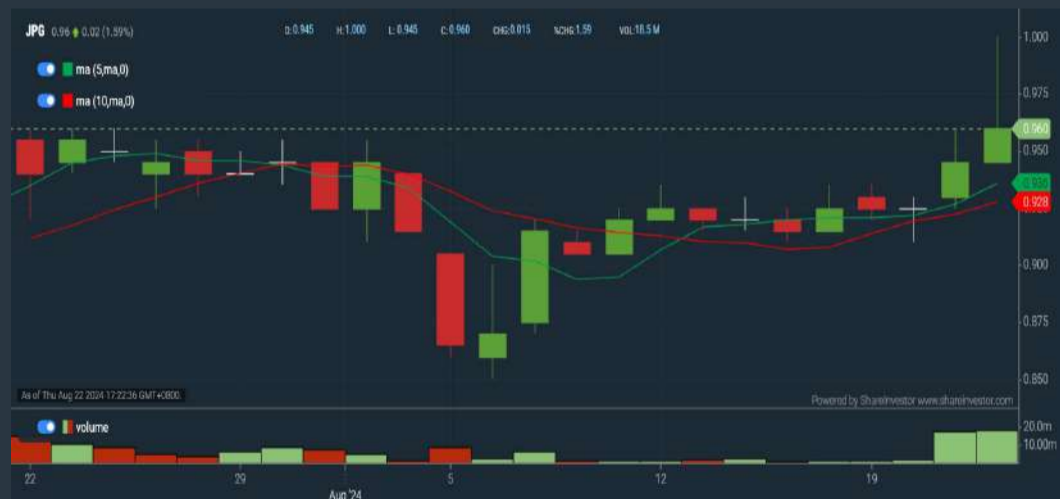 JPG 0.96 0.02 (1.59%)
O:0.945 H:1.000 L:0.945 C:0.960 CHG:0.015 %CHG:1.59 VOL:18.5 M
ma (5,ma,0)
ma (10,ma,0)
1.000
0.975
0.960
0.950
0.936
0.928
0.900
0.875
0.850
As of Thu Aug 22 2024 17:22:36 GMT+0800.
Powered by ShareInvestor www.shareinvestor.com
volume
20.0m
10.00m
22 29 5 12 19
Aug '24